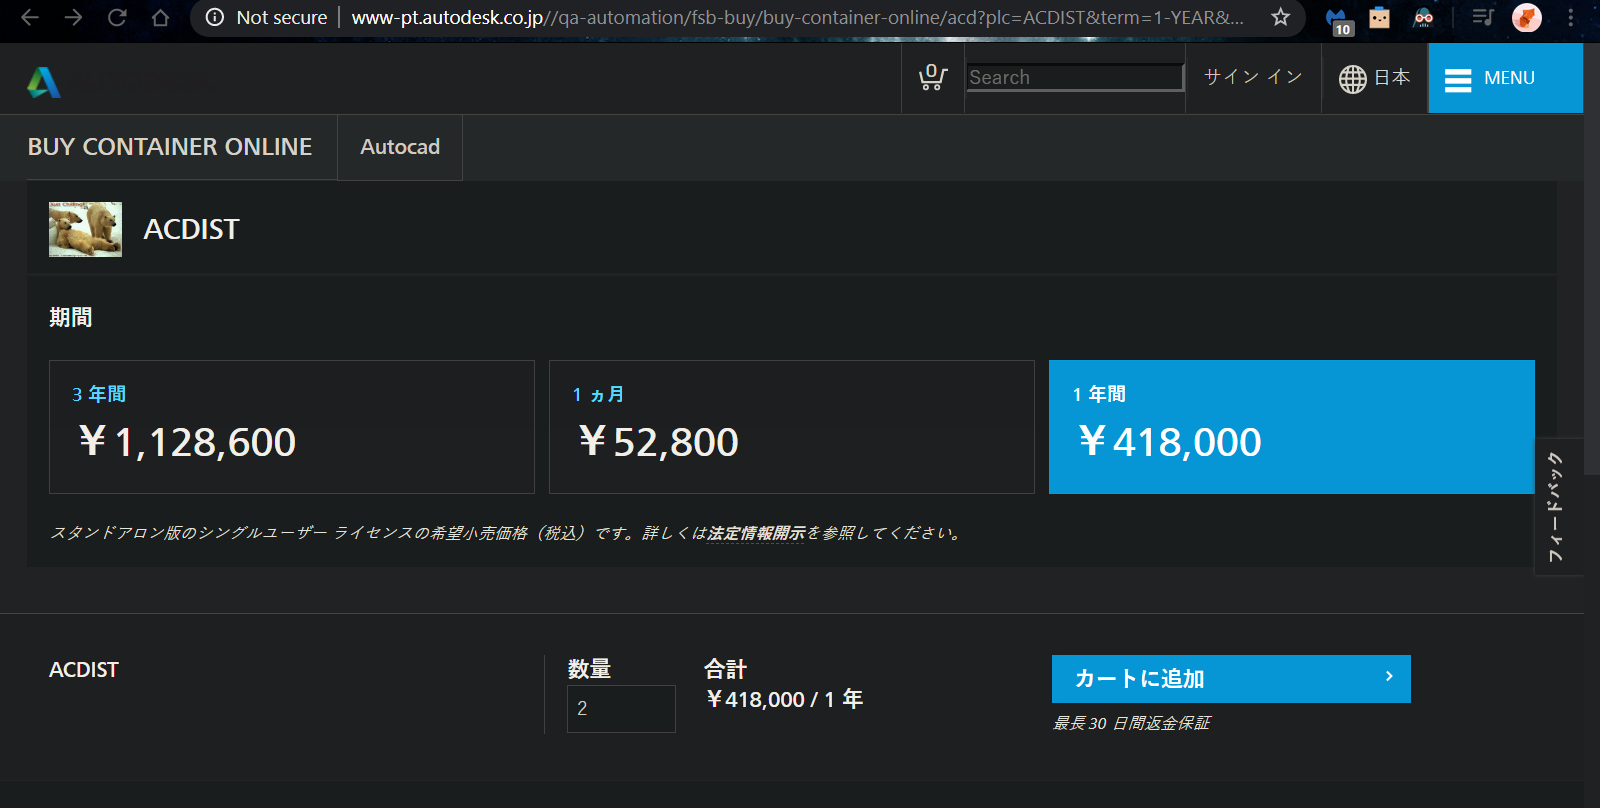 Not secure
www-pt.autodesk.co.jp//qa-automation/fsb-buy/buy-container-online/acd?plc=ACDIST&term=1-YEAR&...
10
0
Search
サイン イン
日本
MENU
BUY CONTAINER ONLINE
Autocad
ACDIST
期間
3 年間
￥1,128,600
1 ヵ月
￥52,800
1 年間
￥418,000
スタンドアロン版のシングルユーザー ライセンスの希望小売価格（税込）です。詳しくは法定情報開示を参照してください。
フィードバック
ACDIST
数量
2
合計
￥418,000 / 1 年
カートに追加
最長 30 日間返金保証